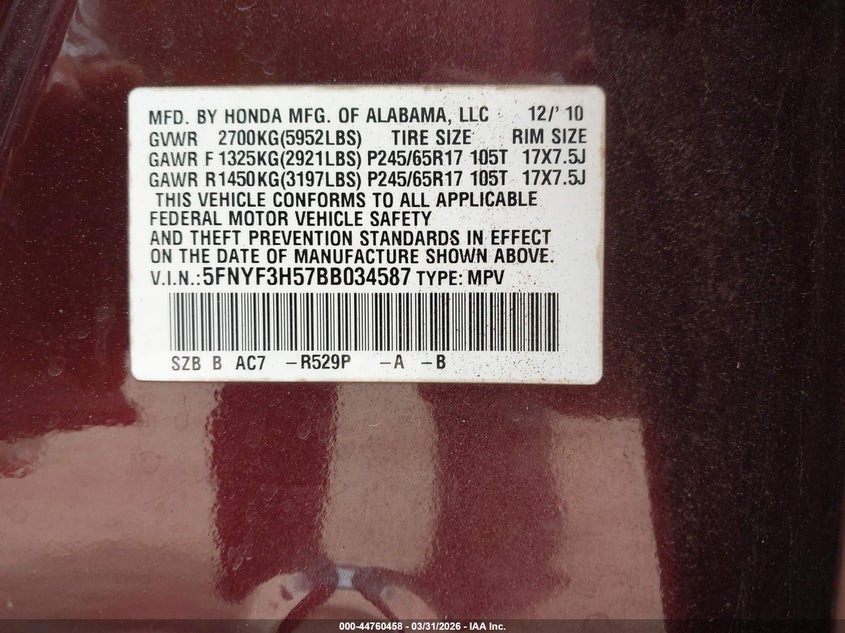 MFD. BY HONDA MFG. OF ALABAMA, LLC 12/'10
GVWR 2700KG(5952LBS) TIRE SIZE RIM SIZE
GAWR F 1325KG(2921LBS) P245/65R17 105T 17X7.5J
GAWR R 1450KG(3197LBS) P245/65R17 105T 17X7.5J
THIS VEHICLE CONFORMS TO ALL APPLICABLE
FEDERAL MOTOR VEHICLE SAFETY
AND THEFT PREVENTION STANDARDS IN EFFECT
ON THE DATE OF MANUFACTURE SHOWN ABOVE.
V.I.N.: 5FNYF3H57BB034587 TYPE: MPV
SZB B AC7 -R529P -A -B
000-44760458 - 03/31/2026 - IAA Inc.